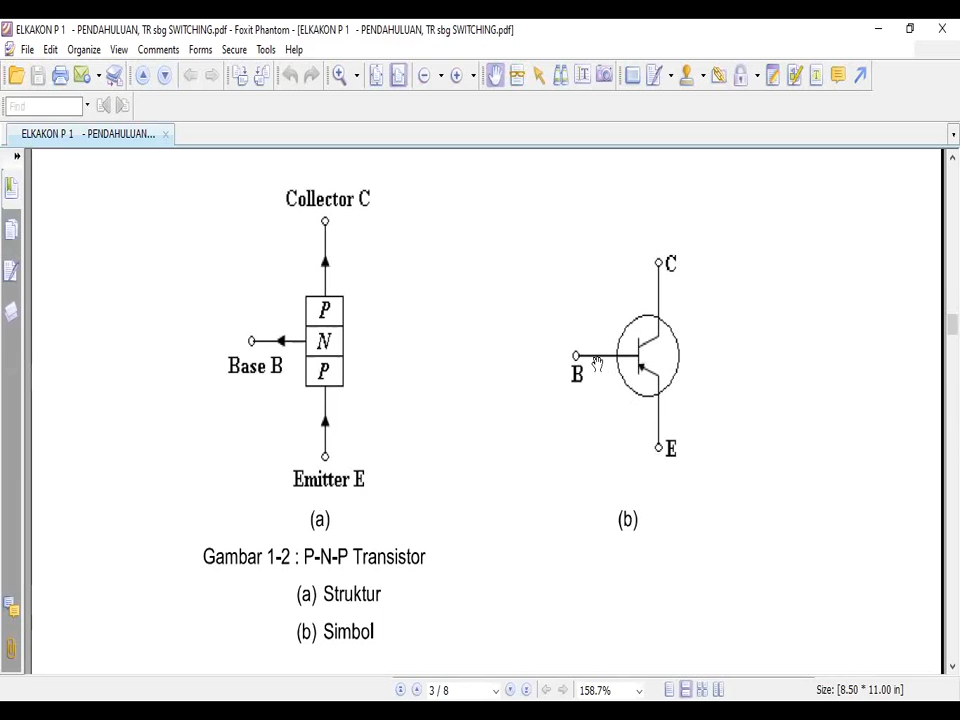 ELKAKON P 1 - PENDAHULUAN, TR sbg SWITCHING.pdf - Foxit Phantom - [ELKAKON P 1 - PENDAHULUAN, TR sbg SWITCHING.pdf]
File Edit Organize View Comments Forms Secure Tools Help
Find
ELKAKON P 1 - PENDAHULUAN...
Collector C
P
N
P
Base B
Emitter E
(a)
C
B
E
(b)
Gambar 1-2 : P-N-P Transistor
(a) Struktur
(b) Simbol
3 / 8
158.7%
Size: [8.50 * 11.00 in]